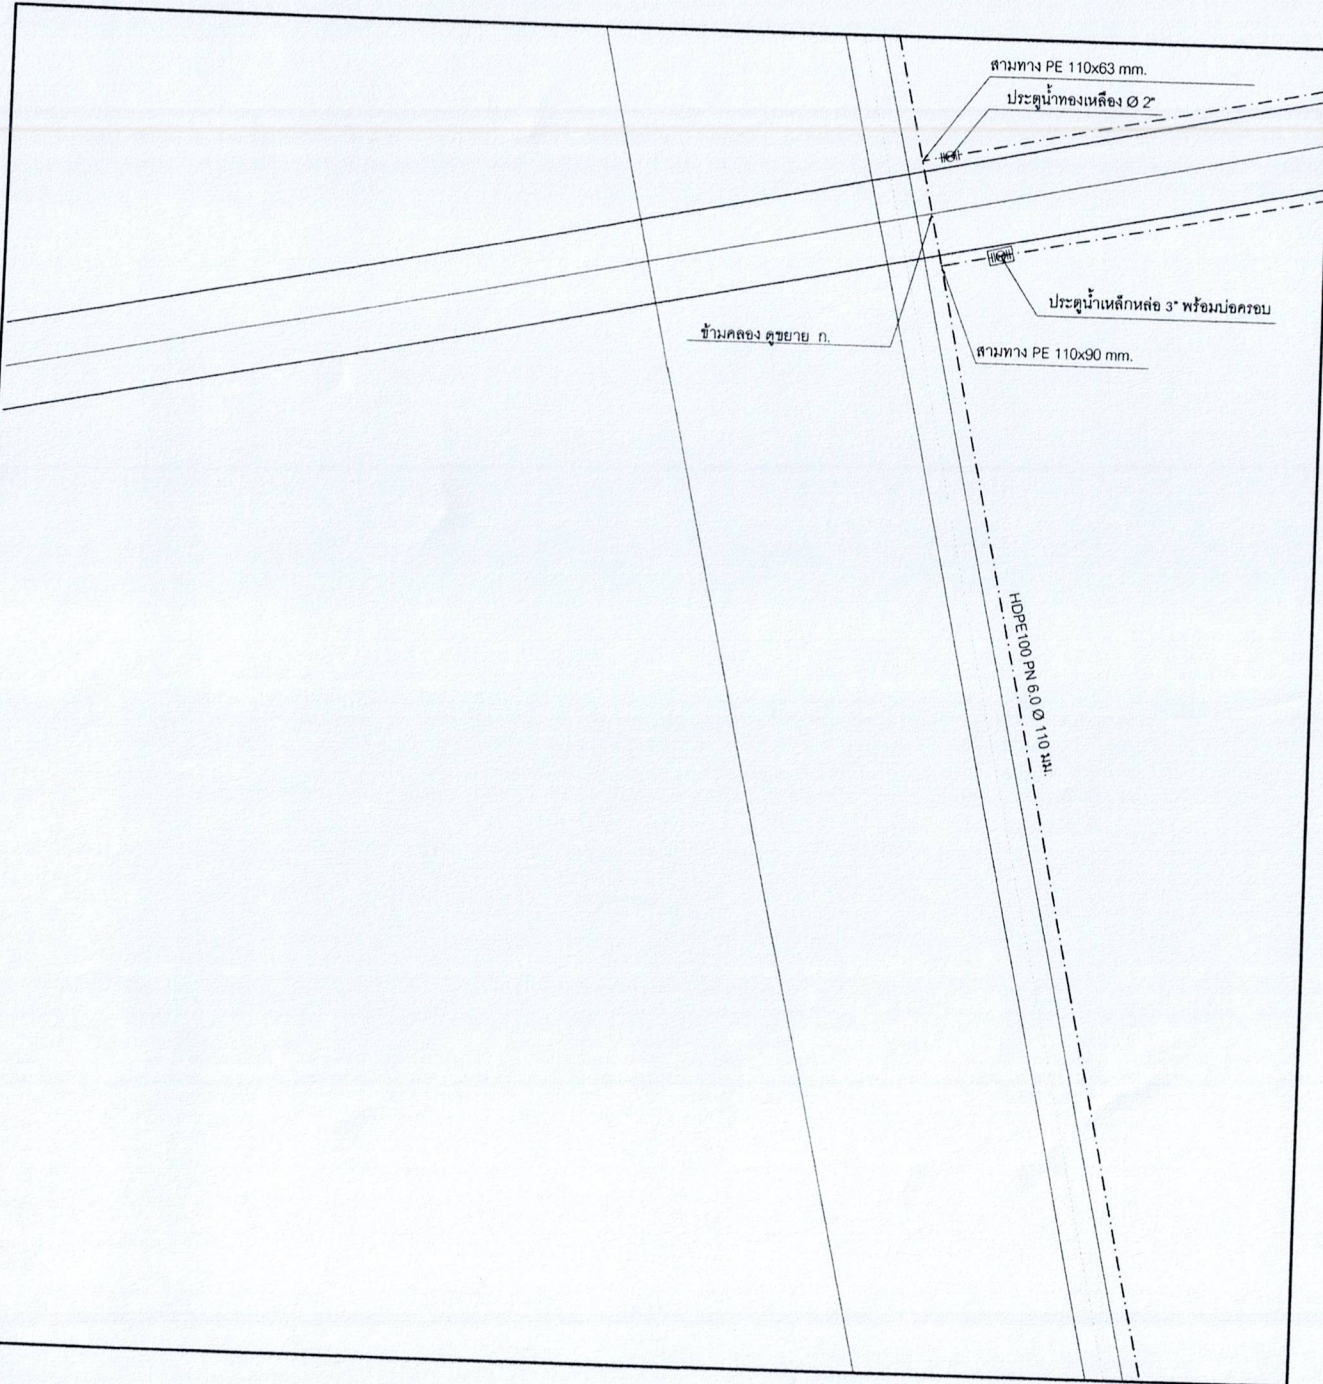 สามทาง PE 110x63 mm.
ประตูน้ำทองเหลือง Ø 2"
ประตูน้ำเหล็กหล่อ 3" พร้อมบ่อครอบ
ข้ามคลอง ดูขยาย ก.
สามทาง PE 110x90 mm.
HDPE100 PN 6.0 Ø 110 มม.